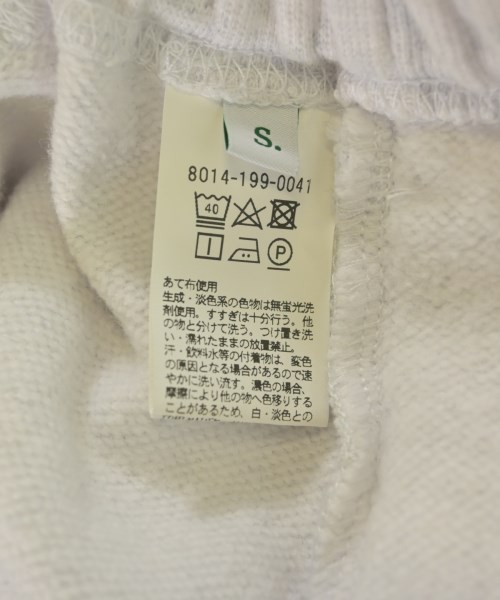 S.
8014-199-0041
40
P
あて布使用
生成・淡色系の色物は無蛍光洗
剤使用。すすぎは十分行う。他
の物と分けて洗う。つけ置き洗
い・濡れたままの放置禁止。
汗・飲料水等の付着物は、変色
の原因となる場合があるので速
やかに洗い流す。濃色の場合、
摩擦により他の物へ色移りする
ことがあるため、白・淡色との